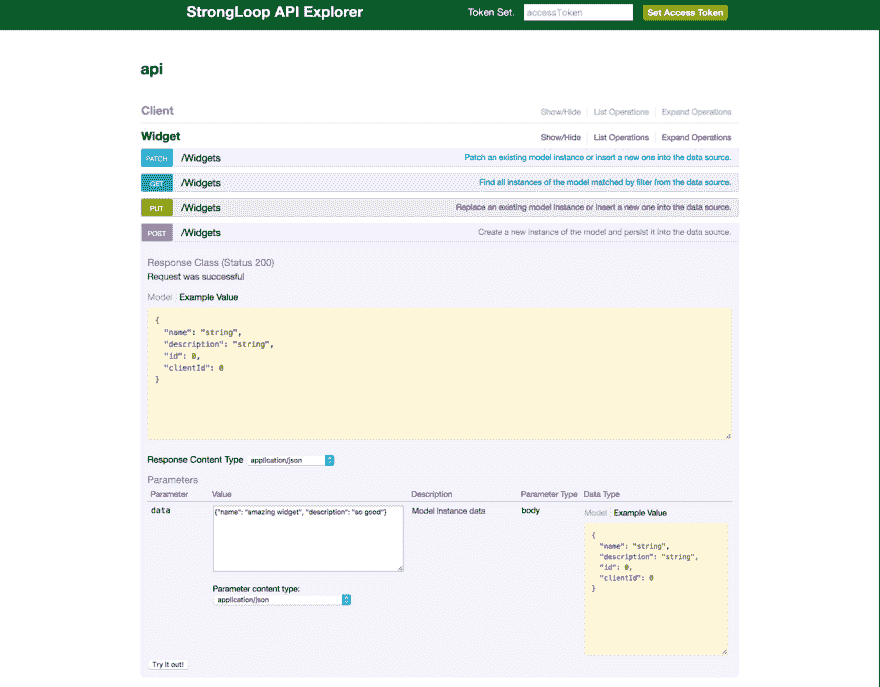 StrongLoop API Explorer Token Set. accessToken Set Access Token
api
Client Show/Hide List Operations Expand Operations
Widget Show/Hide List Operations Expand Operations
PATCH /Widgets Patch an existing model instance or insert a new one into the data source.
GET /Widgets Find all instances of the model matched by filter from the data source.
PUT /Widgets Replace an existing model instance or insert a new one into the data source.
POST /Widgets Create a new instance of the model and persist it into the data source.
Response Class (Status 200)
Request was successful
Model Example Value
{
"name": "string",
"description": "string",
"id": 0,
"clientId": 0
}
Response Content Type application/json
Parameters
Parameter Value Description Parameter Type Data Type
data {"name": "amazing widget", "description": "so good"} Model instance data body Model Example Value
{
"name": "string",
"description": "string",
"id": 0,
"clientId": 0
}
Parameter content type:
application/json
Try it out!